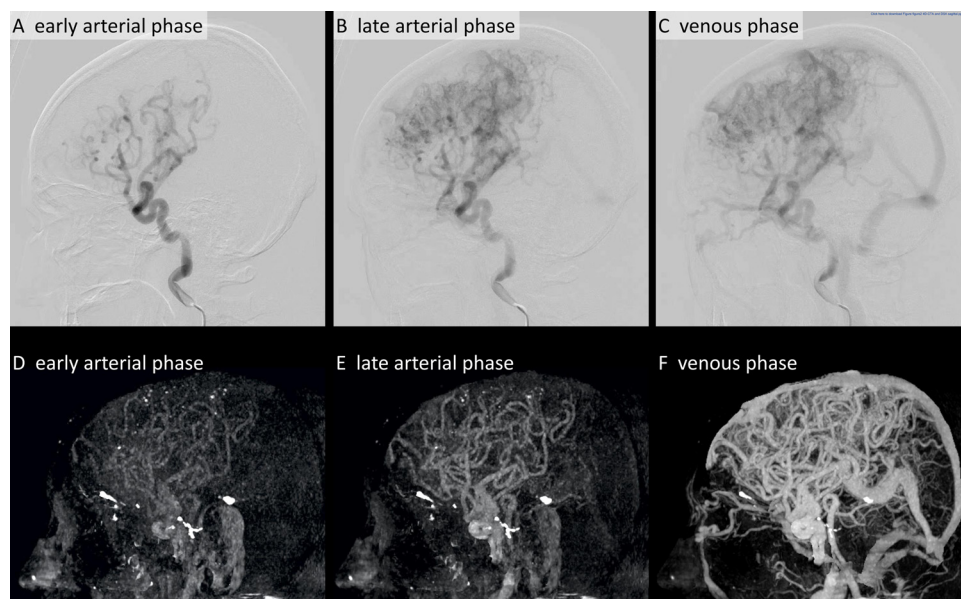 A early arterial phase
B late arterial phase
C venous phase
D early arterial phase
E late arterial phase
F venous phase